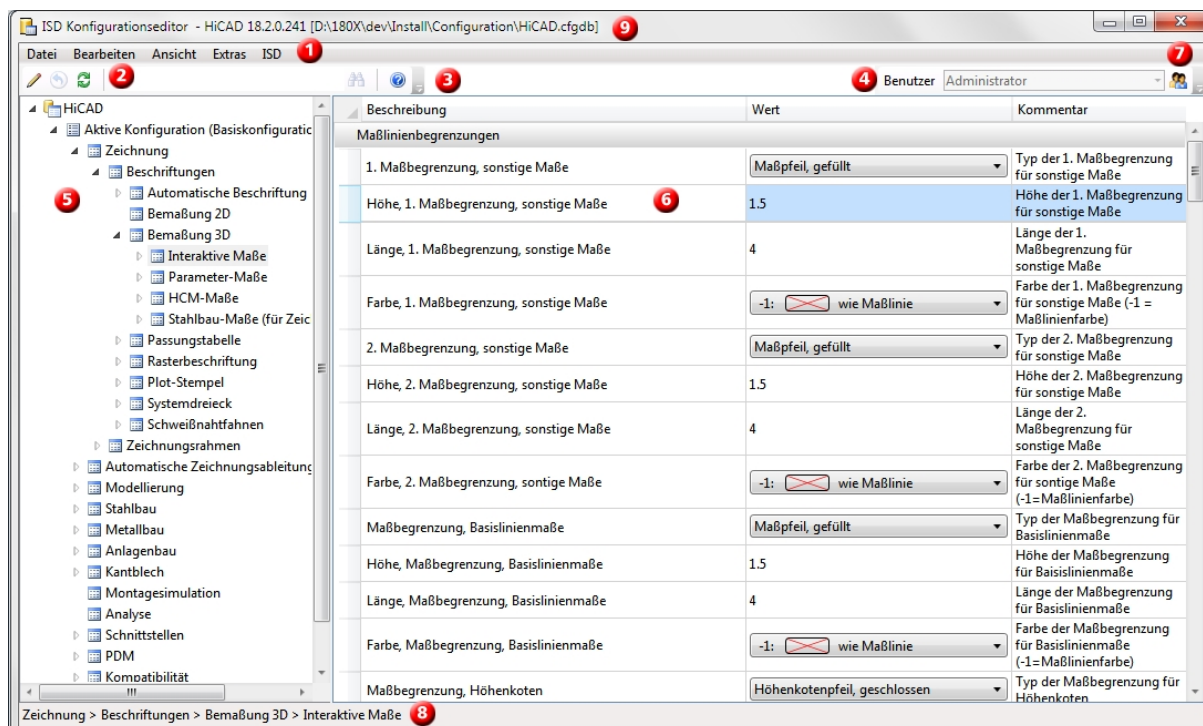 ISD Konfigurationseditor - HiCAD 18.2.0.241 [D:\180X\dev\Install\Configuration\HiCAD.cfgdb] 9
Datei Bearbeiten Ansicht Extras ISD 1 7
2 3 4 Benutzer Administrator
HiCAD
Aktive Konfiguration (Basiskonfiguratic
Zeichnung
Beschriftungen
5 Automatische Beschriftung
Bemaßung 2D
Bemaßung 3D
Interaktive Maße
Parameter-Maße
HCM-Maße
Stahlbau-Maße (für Zeic
Passungstabelle
Rasterbeschriftung
Plot-Stempel
Systemdreieck
Schweißnahtfahnen
Zeichnungsrahmen
Automatische Zeichnungsableitung
Modellierung
Stahlbau
Metallbau
Anlagenbau
Kantblech
Montagesimulation
Analyse
Schnittstellen
PDM
Kompatibilität
Beschreibung Wert Kommentar
Maßlinienbegrenzungen
1. Maßbegrenzung, sonstige Maße Maßpfeil, gefüllt Typ der 1. Maßbegrenzung
für sonstige Maße
Höhe, 1. Maßbegrenzung, sonstige Maße 6 1.5 Höhe der 1. Maßbegrenzung
für sonstige Maße
Länge, 1. Maßbegrenzung, sonstige Maße 4 Länge der 1.
Maßbegrenzung für
sonstige Maße
Farbe, 1. Maßbegrenzung, sonstige Maße -1: wie Maßlinie Farbe der 1. Maßbegrenzung
für sonstige Maße (-1 =
Maßlinienfarbe)
2. Maßbegrenzung, sonstige Maße Maßpfeil, gefüllt Typ der 2. Maßbegrenzung
für sonstige Maße
Höhe, 2. Maßbegrenzung, sonstige Maße 1.5 Höhe der 2. Maßbegrenzung
für sonstige Maße
Länge, 2. Maßbegrenzung, sonstige Maße 4 Länge der 2.
Maßbegrenzung für
sonstige Maße
Farbe, 2. Maßbegrenzung, sontige Maße -1: wie Maßlinie Farbe der 2. Maßbegrenzung
für sontige Maße
(-1=Maßlinienfarbe)
Maßbegrenzung, Basislinienmaße Maßpfeil, gefüllt Typ der Maßbegrenzung für
Basislinienmaße
Höhe, Maßbegrenzung, Basislinienmaße 1.5 Höhe der Maßbegrenzung
für Baisislinienmaße
Länge, Maßbegrenzung, Basislinienmaße 4 Länge der Maßbegrenzung
für Basislinienmaße
Farbe, Maßbegrenzung, Basislinienmaße -1: wie Maßlinie Farbe der Maßbegrenzung
für Basislinienmaße
(-1=Maßlinienfarbe)
Maßbegrenzung, Höhenkoten Höhenkotenpfeil, geschlossen Typ der Maßbegrenzung für
Höhenkoten
Zeichnung > Beschriftungen > Bemaßung 3D > Interaktive Maße 8